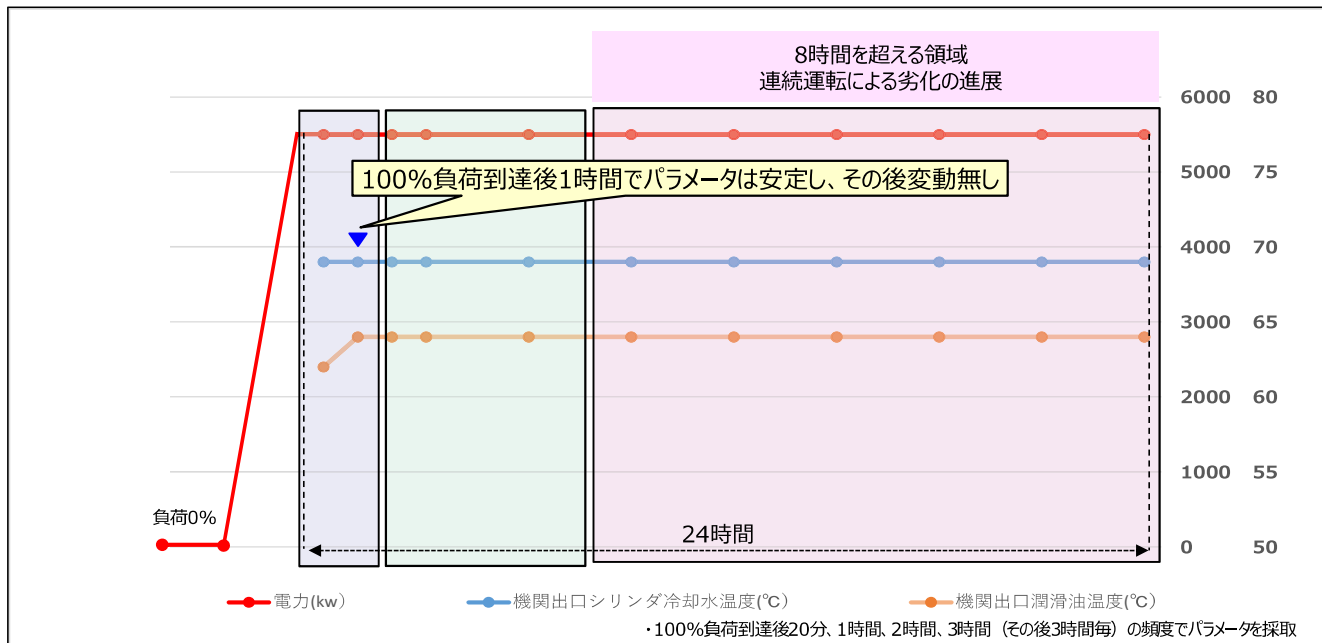 8時間を超える領域
連続運転による劣化の進展
6000 80
100%負荷到達後1時間でパラメータは安定し、その後変動無し
5000 75
4000 70
3000 65
2000 60
1000 55
負荷0%
24時間
0 50
電力(kw）
機関出口シリンダ冷却水温度(℃）
機関出口潤滑油温度(℃）
・100%負荷到達後20分、1時間、2時間、3時間（その後3時間毎）の頻度でパラメータを採取